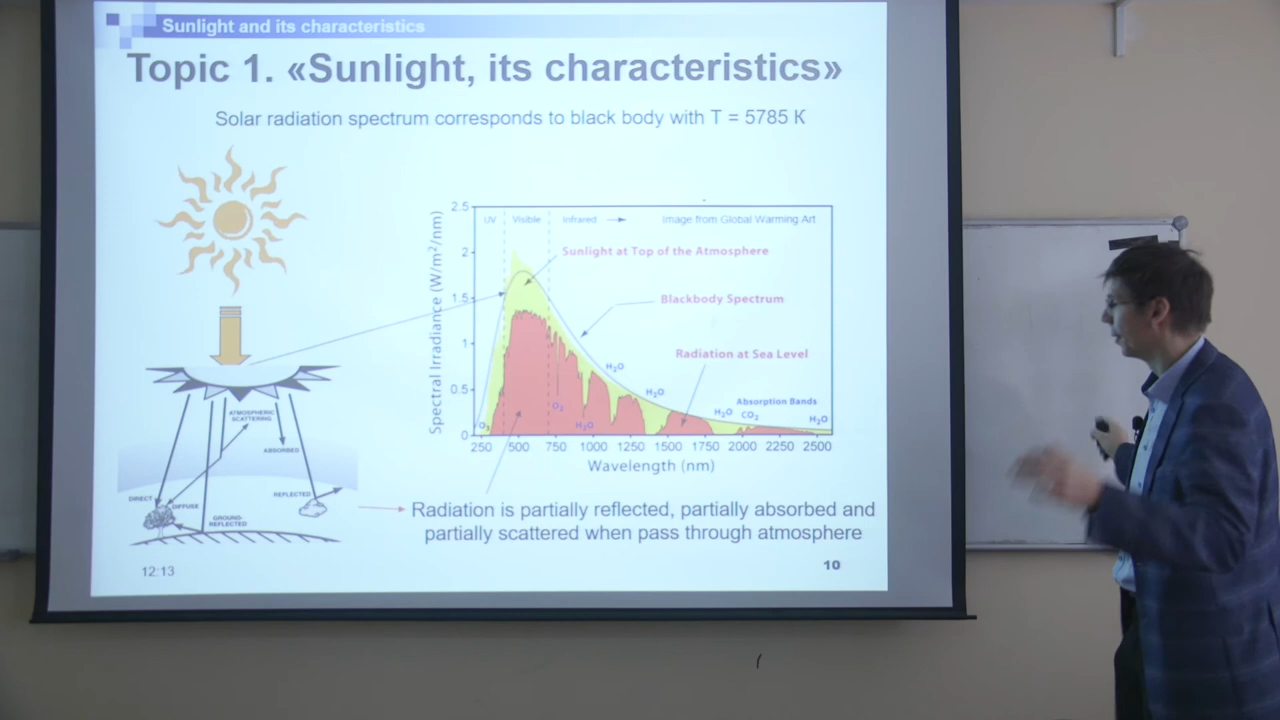 Sunlight and its characteristics
Topic 1. «Sunlight, its characteristics»
Solar radiation spectrum corresponds to black body with T = 5785 K
2.5
UV
Visible
Infrared
Image from Global Warming Art
Sunlight at Top of the Atmosphere
2
Spectral Irradiance (W/m²/nm)
1.5
Blackbody Spectrum
1
Radiation at Sea Level
H₂O
0.5
H₂O
Absorption Bands
O₂
H₂O
CO₂
H₂O
O₃
H₂O
0
250
500
750
1000
1250
1500
1750
2000
2250
2500
Wavelength (nm)
ATMOSPHERIC
SCATTERING
ABSORBED
DIRECT
DIFFUSE
REFLECTED
GROUND-
REFLECTED
Radiation is partially reflected, partially absorbed and
partially scattered when pass through atmosphere
12:13
10